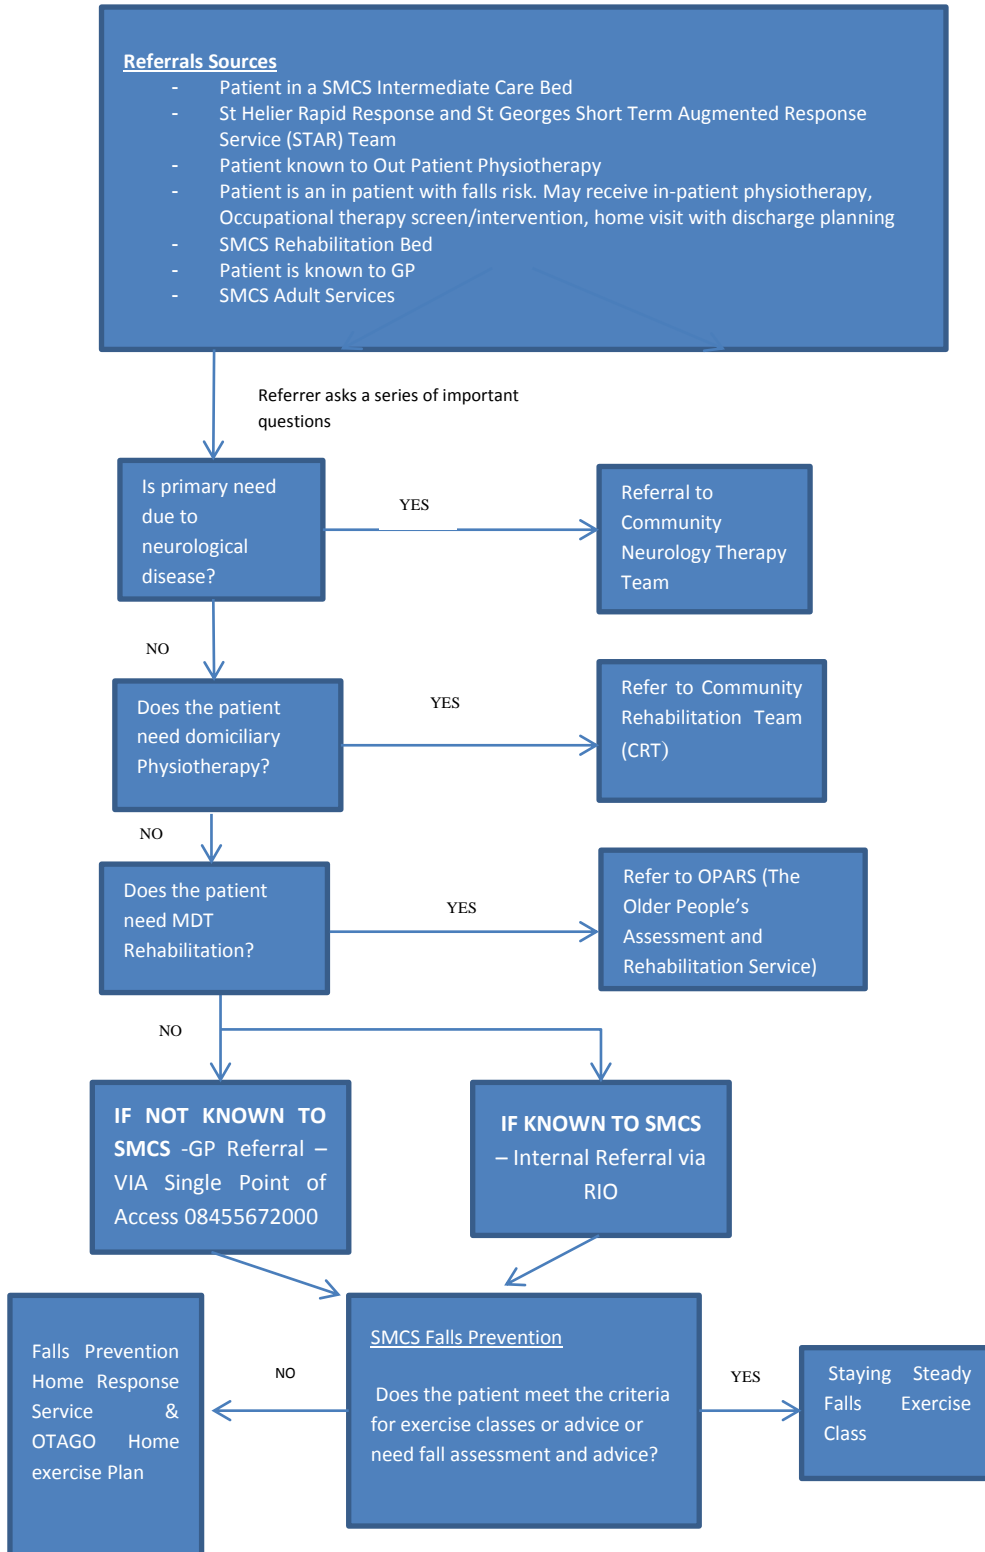 Referrals Sources
- Patient in a SMCS Intermediate Care Bed
- St Helier Rapid Response and St Georges Short Term Augmented Response
Service (STAR) Team
- Patient known to Out Patient Physiotherapy
- Patient is an in patient with falls risk. May receive in-patient physiotherapy,
Occupational therapy screen/intervention, home visit with discharge planning
- SMCS Rehabilitation Bed
- Patient is known to GP
- SMCS Adult Services
Referrer asks a series of important
questions
Is primary need
due to
neurological
disease?
YES
Referral to
Community
Neurology Therapy
Team
NO
Does the patient
need domiciliary
Physiotherapy?
YES
Refer to Community
Rehabilitation Team
(CRT)
NO
Does the patient
need MDT
Rehabilitation?
YES
Refer to OPARS (The
Older People's
Assessment and
Rehabilitation Service)
NO
IF NOT KNOWN TO
SMCS -GP Referral –
VIA Single Point of
Access 08455672000
IF KNOWN TO SMCS
– Internal Referral via
RIO
Falls Prevention
Home Response
Service &
OTAGO Home
exercise Plan
NO
SMCS Falls Prevention
Does the patient meet the criteria
for exercise classes or advice or
need fall assessment and advice?
YES
Staying Steady
Falls Exercise
Class